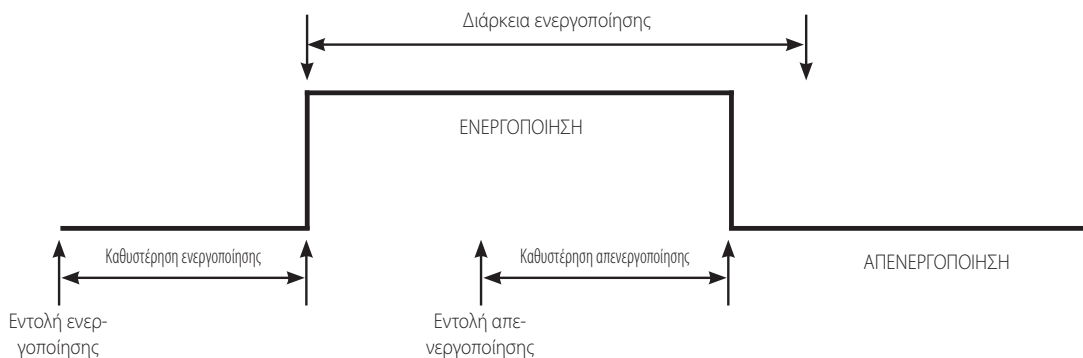 Διάρκεια ενεργοποίησης
ΕΝΕΡΓΟΠΟΙΗΣΗ
Καθυστέρηση ενεργοποίησης
Καθυστέρηση απενεργοποίησης
ΑΠΕΝΕΡΓΟΠΟΙΗΣΗ
Εντολή ενερ-
γοποίησης
Εντολή απε-
νεργοποίησης